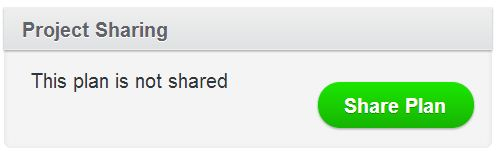 Project Sharing
This plan is not shared
Share Plan